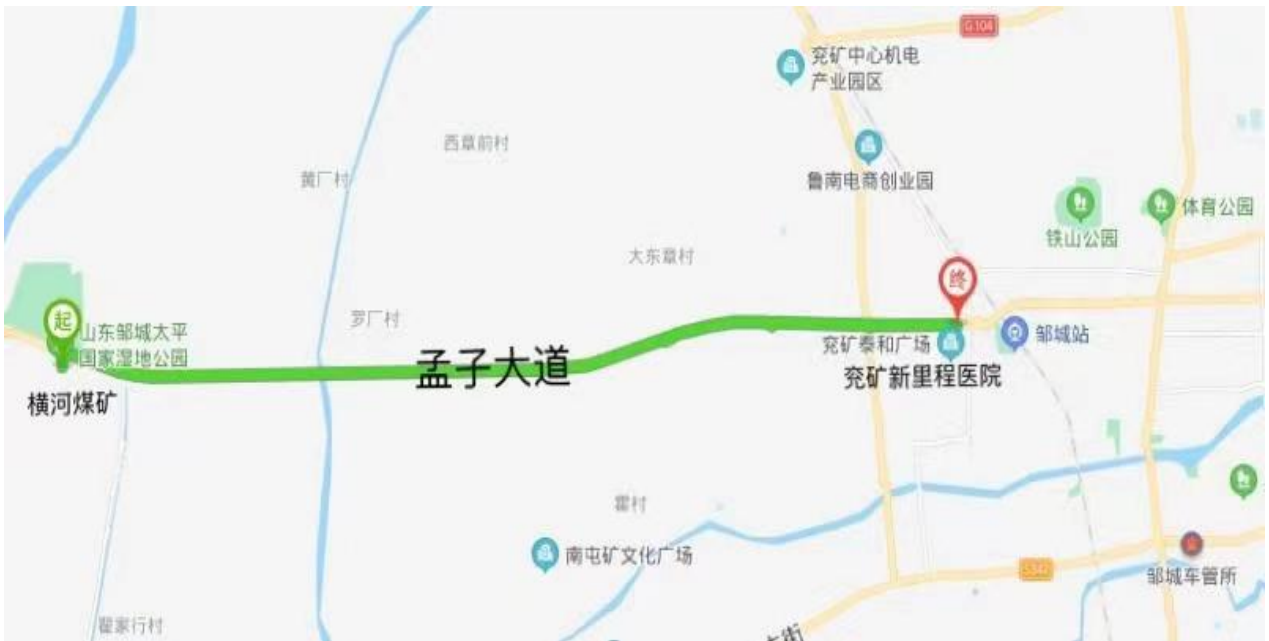 G104
兖矿中心机电
产业园区
西章前村
黄厂村
鲁南电商创业园
体育公园
铁山公园
大东章村
终
起
罗厂村
山东邹城太平
国家湿地公园
邹城站
兖矿泰和广场
孟子大道
兖矿新里程医院
横河煤矿
霍村
南屯矿文化广场
S342
邹城车管所
翟家行村